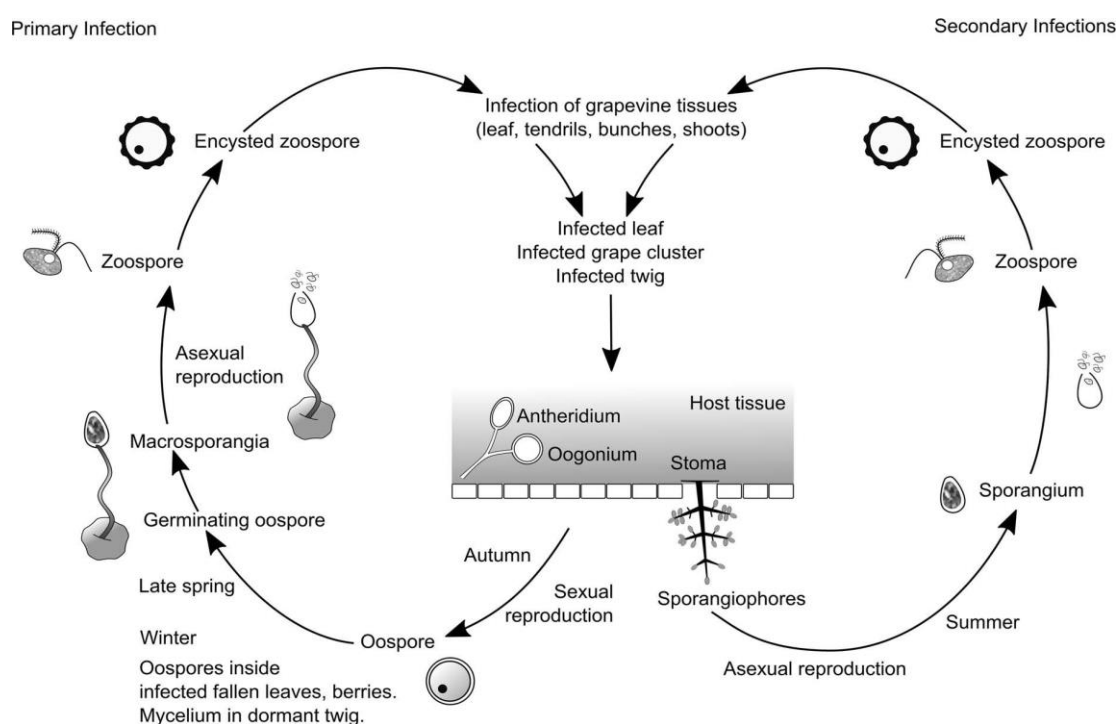 Primary Infection
Secondary Infections
Infection of grapevine tissues
(leaf, tendrils, bunches, shoots)
Encysted zoospore
Encysted zoospore
Infected leaf
Infected grape cluster
Infected twig
Zoospore
Zoospore
Asexual
reproduction
Host tissue
Antheridium
Oogonium
Stoma
Macrosporangia
Sporangium
Germinating oospore
Autumn
Late spring
Sexual
reproduction
Sporangiophores
Summer
Winter
Oospore
Asexual reproduction
Oospores inside
infected fallen leaves, berries.
Mycelium in dormant twig.